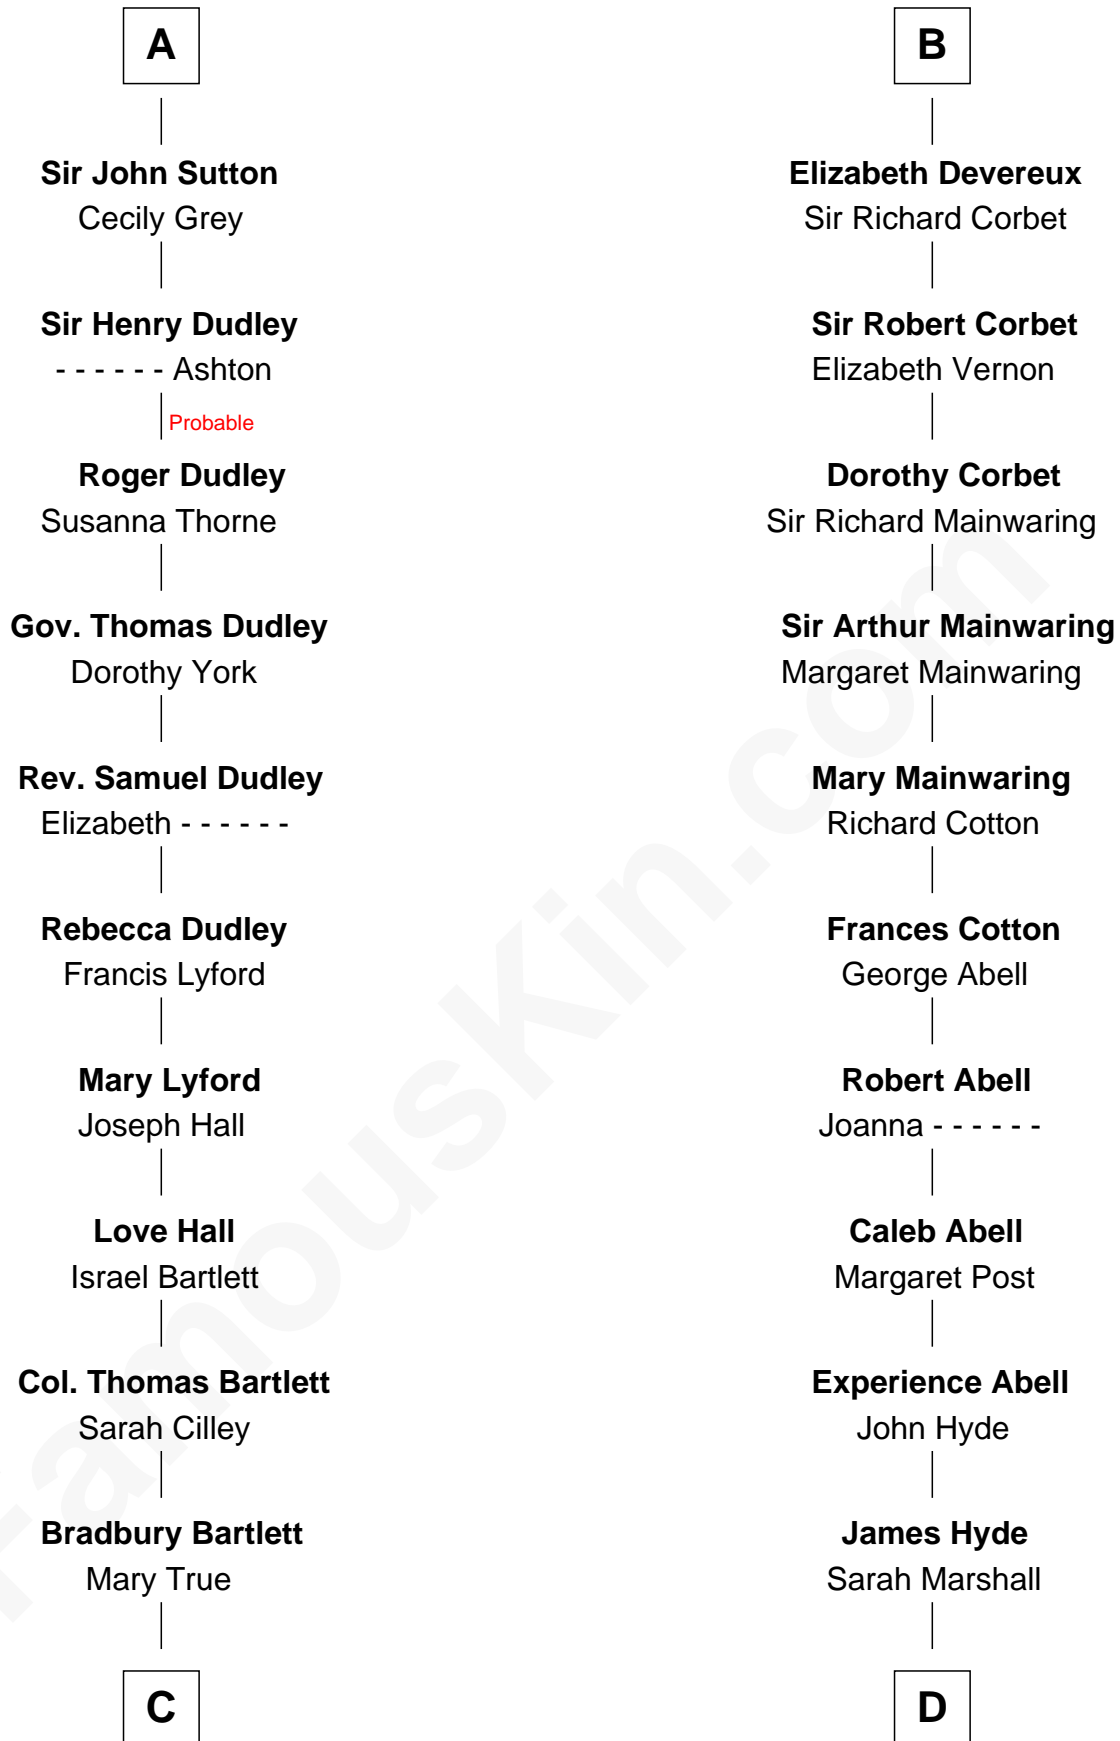 A
Sir John Sutton
Cecily Grey
Sir Henry Dudley
- - - - - - Ashton
Probable
Roger Dudley
Susanna Thorne
Gov. Thomas Dudley
Dorothy York
Rev. Samuel Dudley
Elizabeth - - - - - -
Rebecca Dudley
Francis Lyford
Mary Lyford
Joseph Hall
Love Hall
Israel Bartlett
Col. Thomas Bartlett
Sarah Cilley
Bradbury Bartlett
Mary True
C
B
Elizabeth Devereux
Sir Richard Corbet
Sir Robert Corbet
Elizabeth Vernon
Dorothy Corbet
Sir Richard Mainwaring
Sir Arthur Mainwaring
Margaret Mainwaring
Mary Mainwaring
Richard Cotton
Frances Cotton
George Abell
Robert Abell
Joanna - - - - - -
Caleb Abell
Margaret Post
Experience Abell
John Hyde
James Hyde
Sarah Marshall
D
FamousKin.com